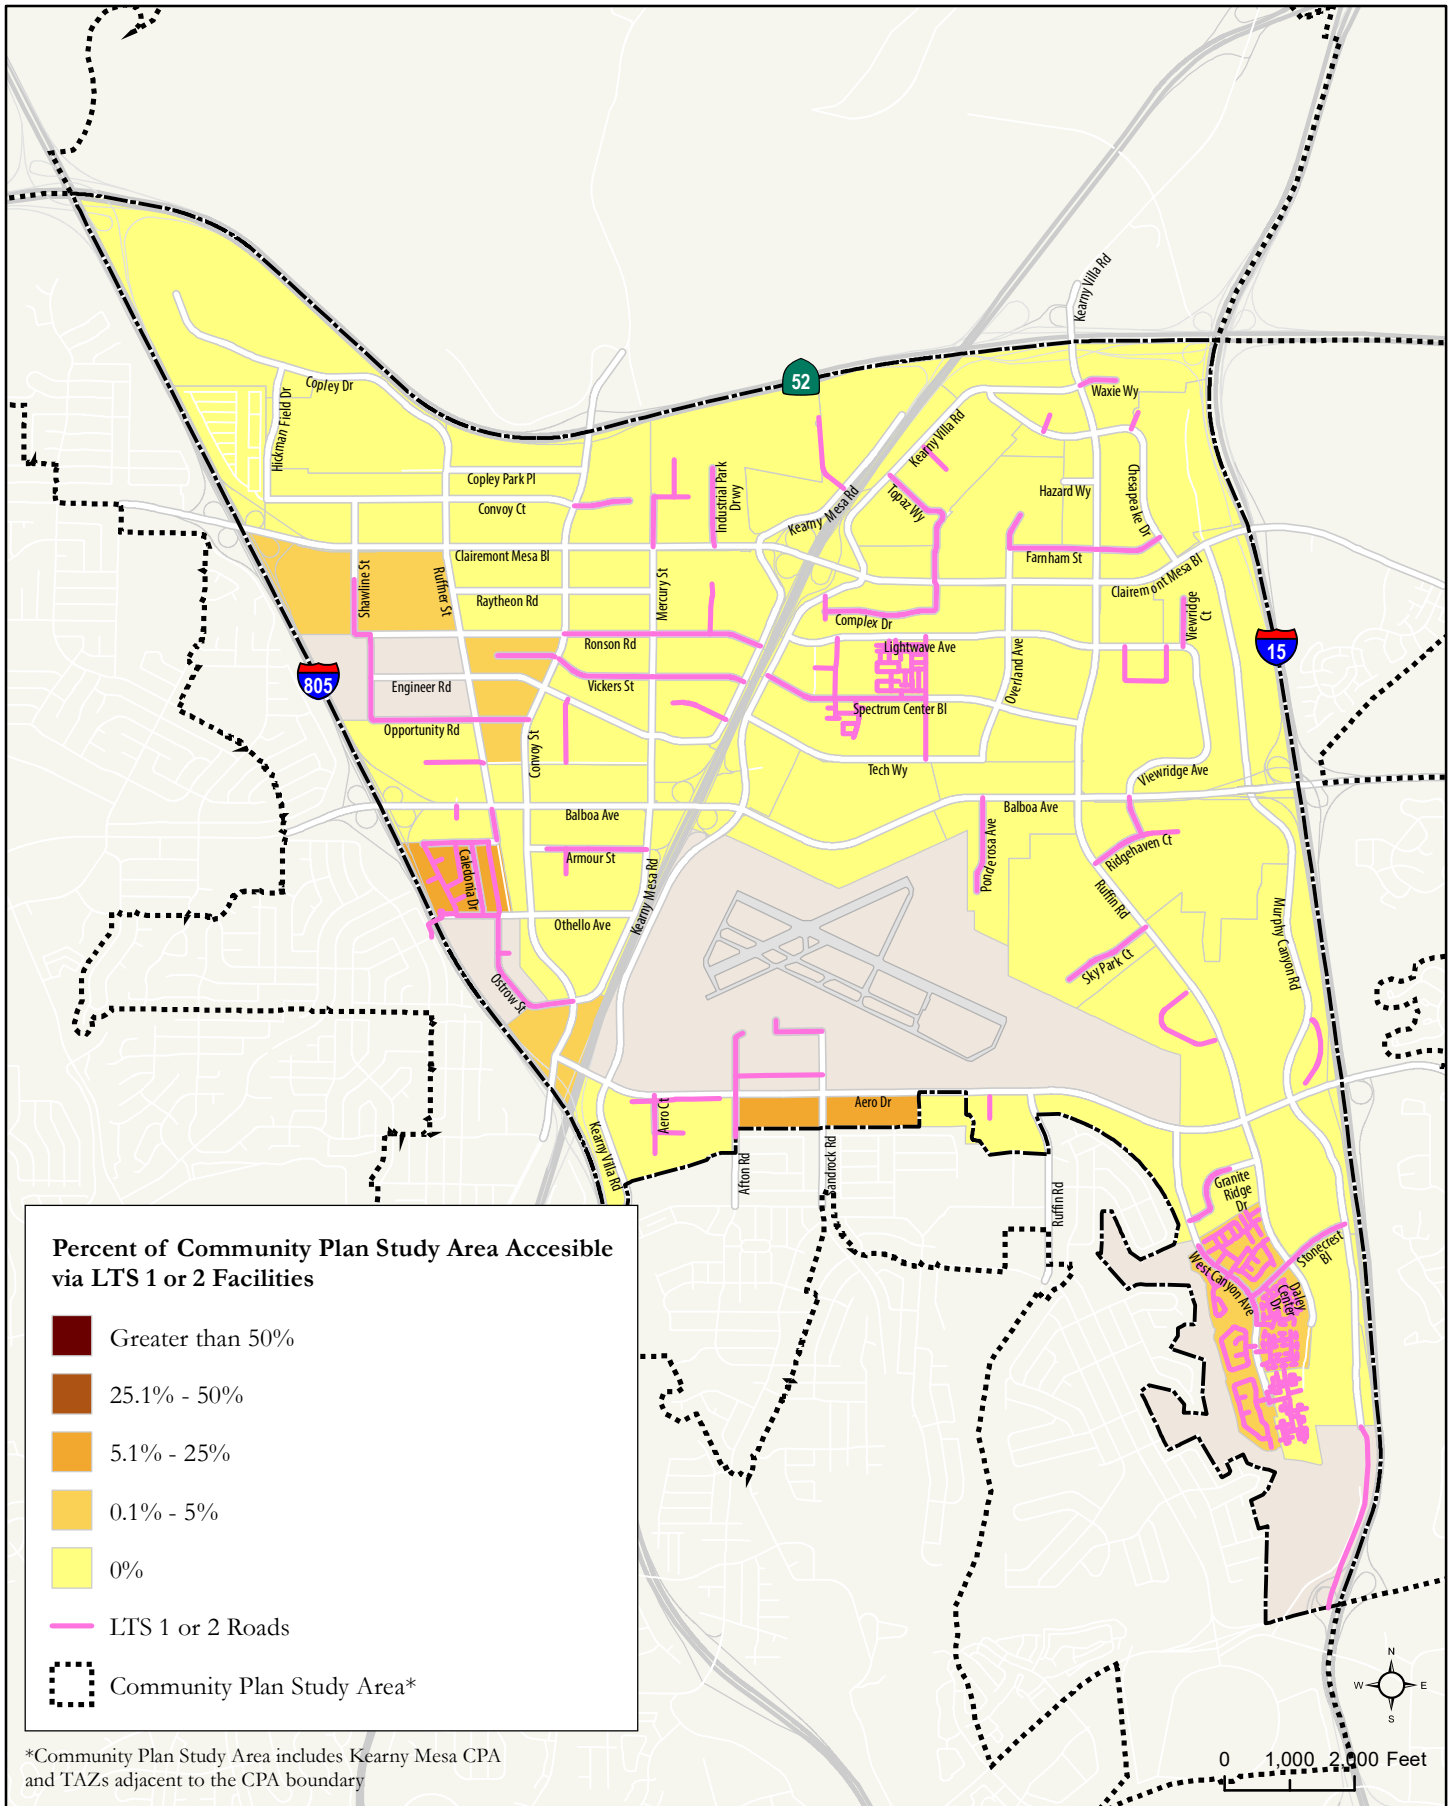 Kearny Villa Rd
52
Copley Dr
Hickman Field Dr
Waxie Wy
Kearny Villa Rd
Copley Park Pl
Convoy Ct
Industrial Park
Drwy
Kearny Mesa Rd
Topaz Wy
Hazard Wy
Chesapeake Dr
Clairemont Mesa Bl
Farnham St
Clairemont Mesa Bl
Shawline St
Ruffner St
Raytheon Rd
Mercury St
Complex Dr
Viewridge
Ct
Ronson Rd
Lightwave Ave
Overland Ave
15
805
Engineer Rd
Vickers St
Spectrum Center Bl
Opportunity Rd
Convoy St
Tech Wy
Viewridge Ave
Balboa Ave
Balboa Ave
Ponderosa Ave
Ridgehaven Ct
Armour St
Caledonia Dr
Kearny Mesa Rd
Ruffin Rd
Othello Ave
Murphy Canyon Rd
Sky Park Ct
Ostrow St
Aero Ct
Aero Dr
Kearny Villa Rd
Afton Rd
Sandrock Rd
Ruffin Rd
Granite
Ridge
Dr
Stonecrest
Bl
West Canyon Ave
Daley
Center
Dr
Percent of Community Plan Study Area Accesible
via LTS 1 or 2 Facilities
Greater than 50%
25.1% - 50%
5.1% - 25%
0.1% - 5%
0%
LTS 1 or 2 Roads
Community Plan Study Area*
*Community Plan Study Area includes Kearny Mesa CPA
and TAZs adjacent to the CPA boundary
N
W E
S
0 1,000 2,000 Feet